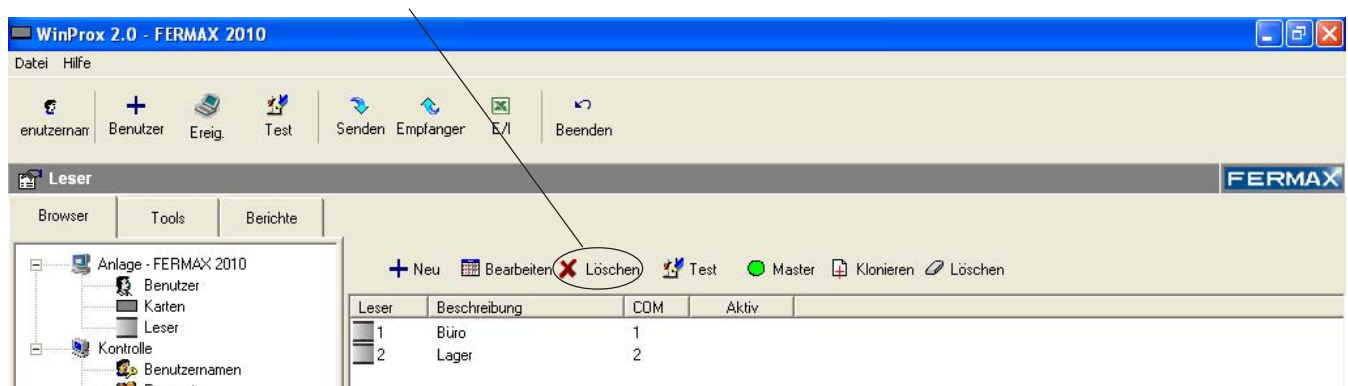 WinProx 2.0 - FERMAX 2010
Datei Hilfe
enutzernam Benutzer Ereig. Test Senden Empfanger E/I Beenden
Leser FERMAX
Browser Tools Berichte
Neu Bearbeiten Löschen Test Master Klonieren Löschen
Anlage - FERMAX 2010
Benutzer
Karten
Leser
Kontrolle
Benutzernamen
Leser Beschreibung COM Aktiv
1 Büro 1
2 Lager 2